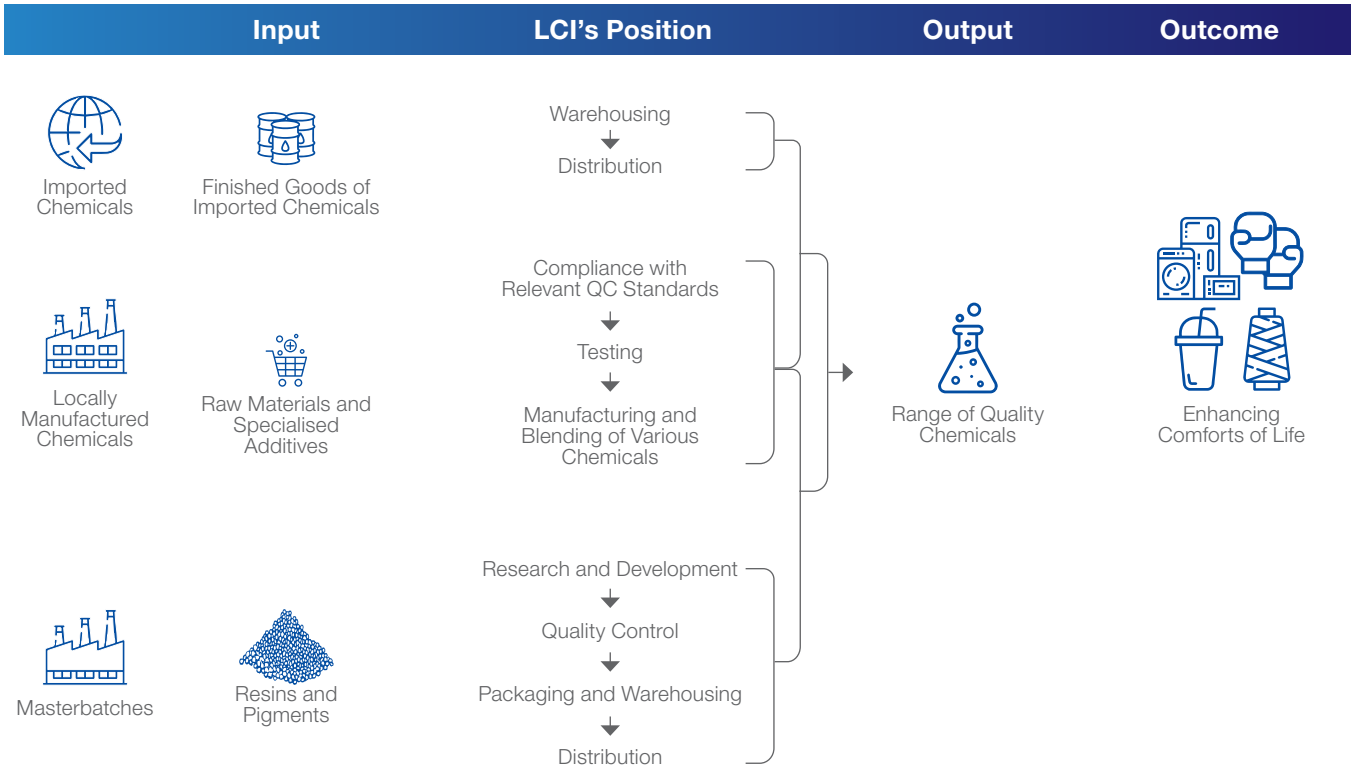 Input
LCI's Position
Output
Outcome
Imported
Chemicals
Finished Goods of
Imported Chemicals
Warehousing
Distribution
Locally
Manufactured
Chemicals
Raw Materials and
Specialised
Additives
Compliance with
Relevant QC Standards
Testing
Manufacturing and
Blending of Various
Chemicals
Masterbatches
Resins and
Pigments
Research and Development
Quality Control
Packaging and Warehousing
Distribution
Range of Quality
Chemicals
Enhancing
Comforts of Life